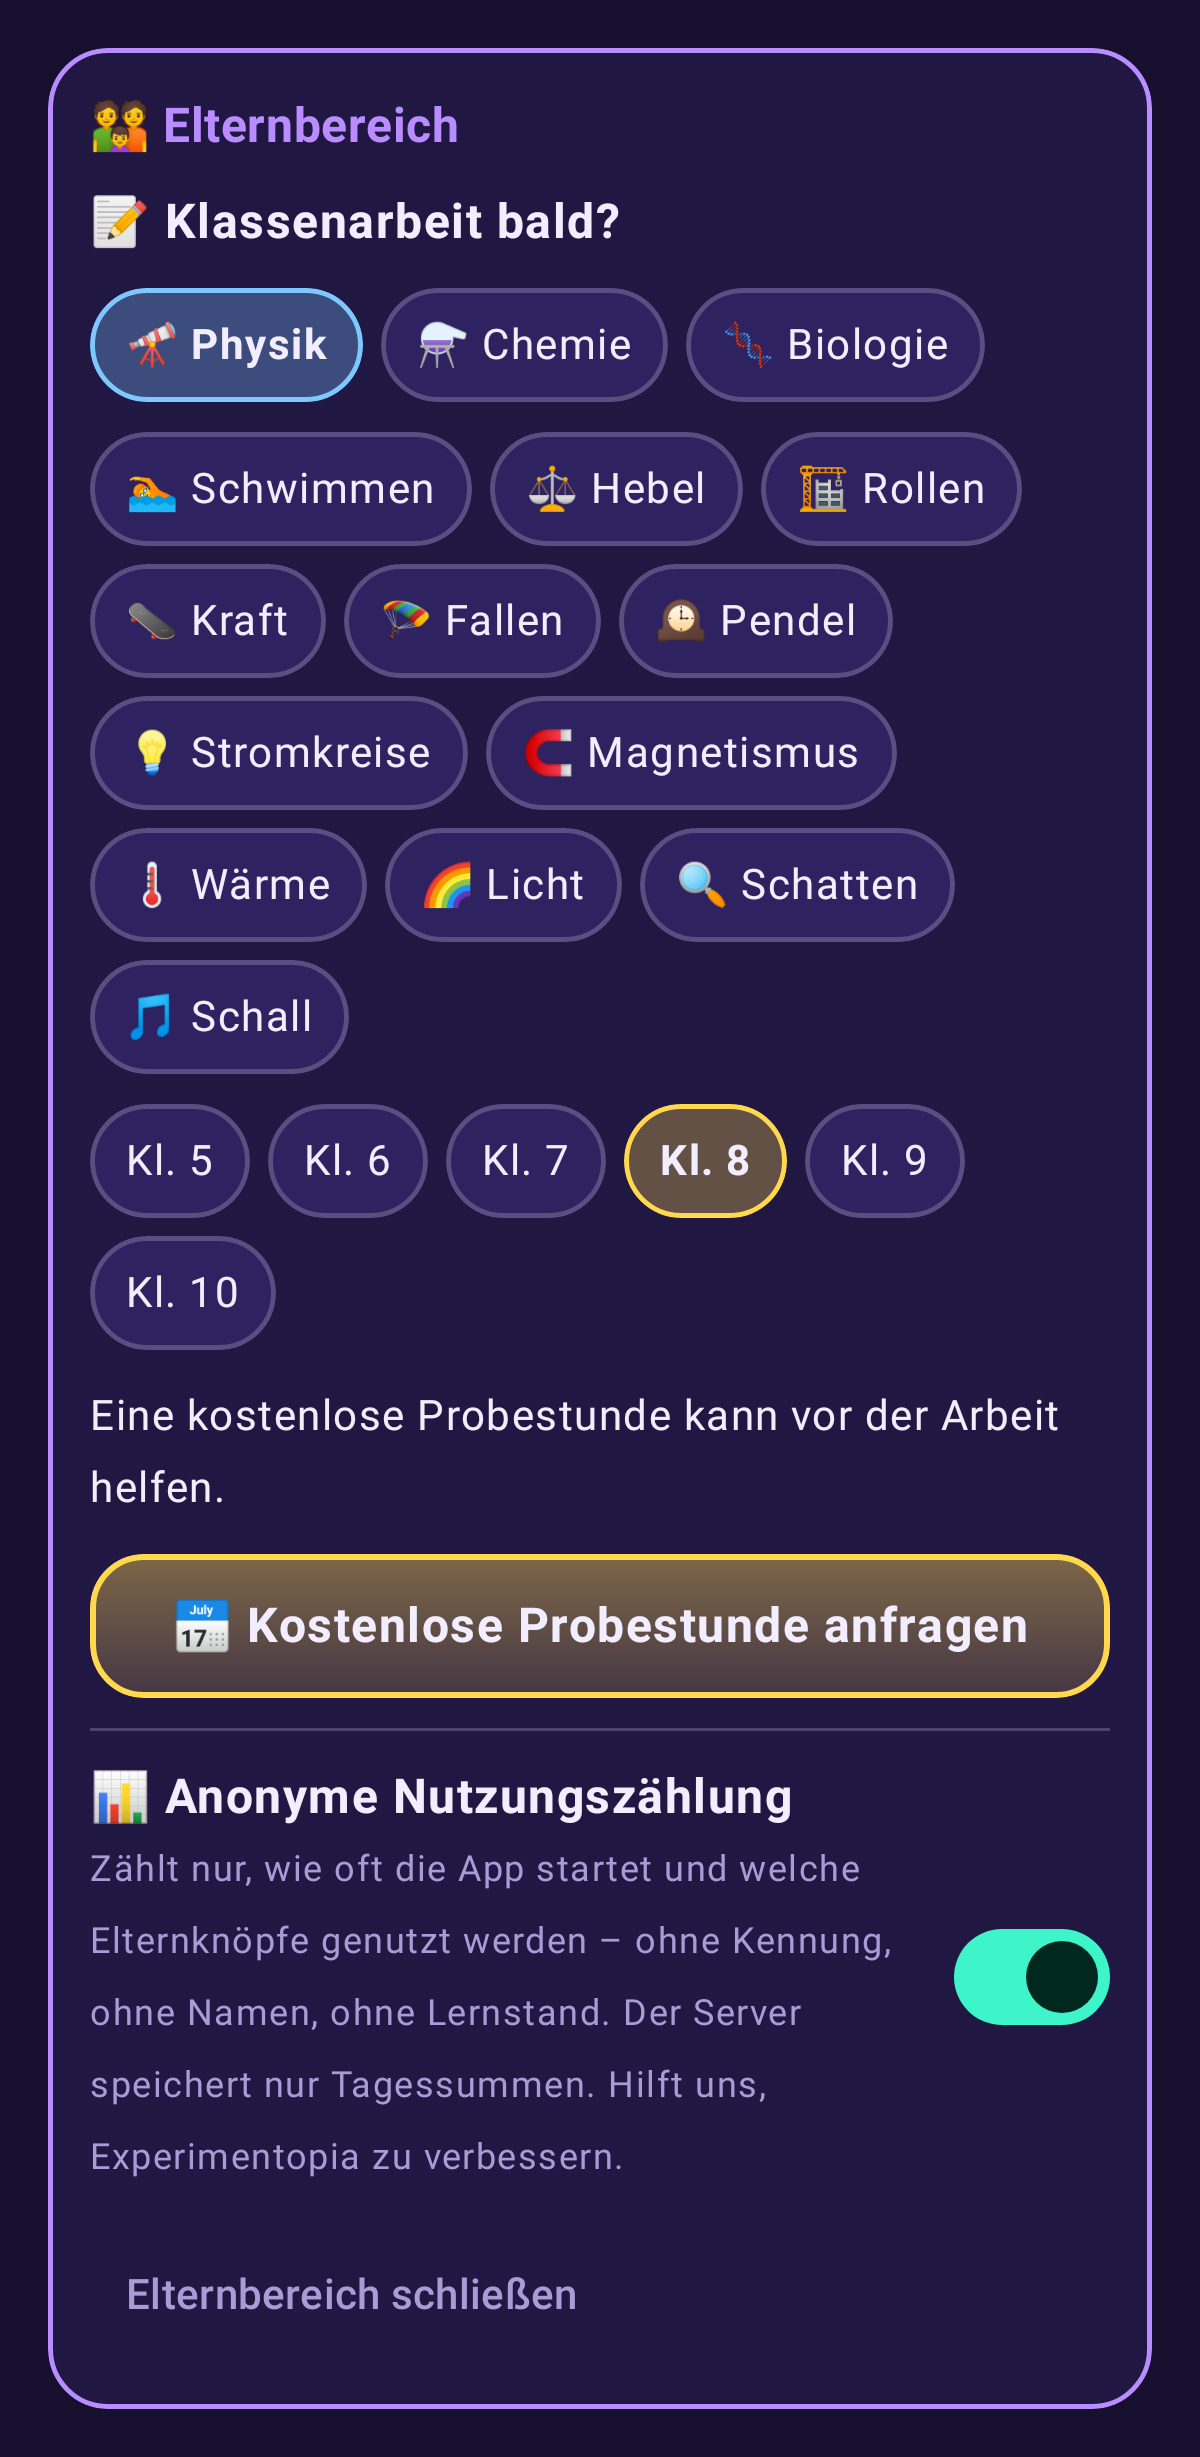 Elternbereich
Klassenarbeit bald?
Physik Chemie Biologie
Schwimmen Hebel Rollen
Kraft Fallen Pendel
Stromkreise Magnetismus
Wärme Licht Schatten
Schall
Kl. 5 Kl. 6 Kl. 7 Kl. 8 Kl. 9
Kl. 10
Eine kostenlose Probestunde kann vor der Arbeit
helfen.
July
17 Kostenlose Probestunde anfragen
Anonyme Nutzungszählung
Zählt nur, wie oft die App startet und welche
Elternknöpfe genutzt werden – ohne Kennung,
ohne Namen, ohne Lernstand. Der Server
speichert nur Tagessummen. Hilft uns,
Experimentopia zu verbessern.
Elternbereich schließen